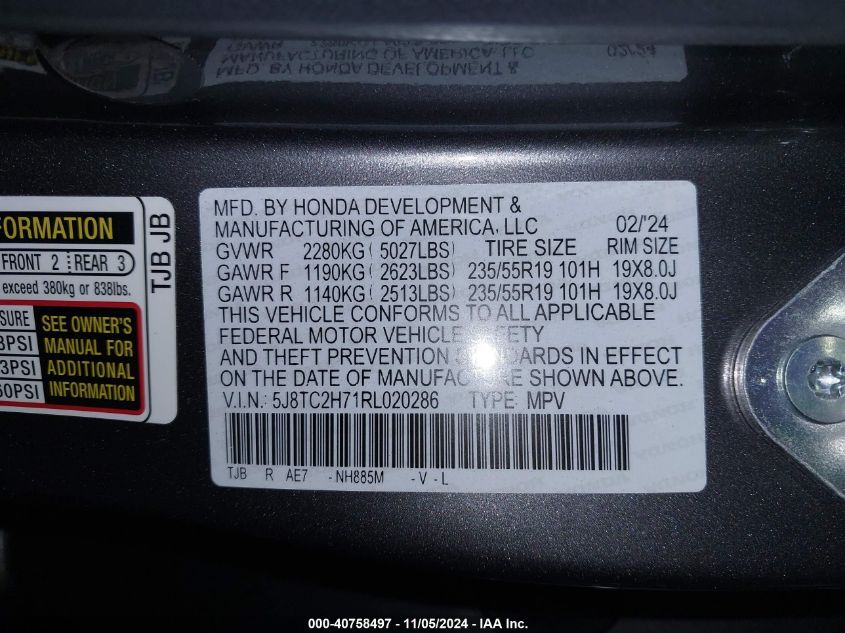 MFD. BY HONDA DEVELOPMENT &
MANUFACTURING OF AMERICA, LLC 02/'24
GVWR 2280KG ( 5027LBS) TIRE SIZE RIM SIZE
GAWR F 1190KG ( 2623LBS) 235/55R19 101H 19X8.0J
GAWR R 1140KG ( 2513LBS) 235/55R19 101H 19X8.0J
THIS VEHICLE CONFORMS TO ALL APPLICABLE
FEDERAL MOTOR VEHICLE
AND THEFT PREVENTION IN EFFECT
ON THE DATE OF SHOWN ABOVE.
V.I.N.: 5J8TC2H71RL020286 TYPE: MPV
TJB R AE7 -NH885M -V -L
FORMATION
FRONT 2 REAR 3
exceed 380kg or 838lbs.
SEE OWNER'S
MANUAL FOR
ADDITIONAL
INFORMATION
TJB JB
000-40758497 - 11/05/2024 - IAA Inc.